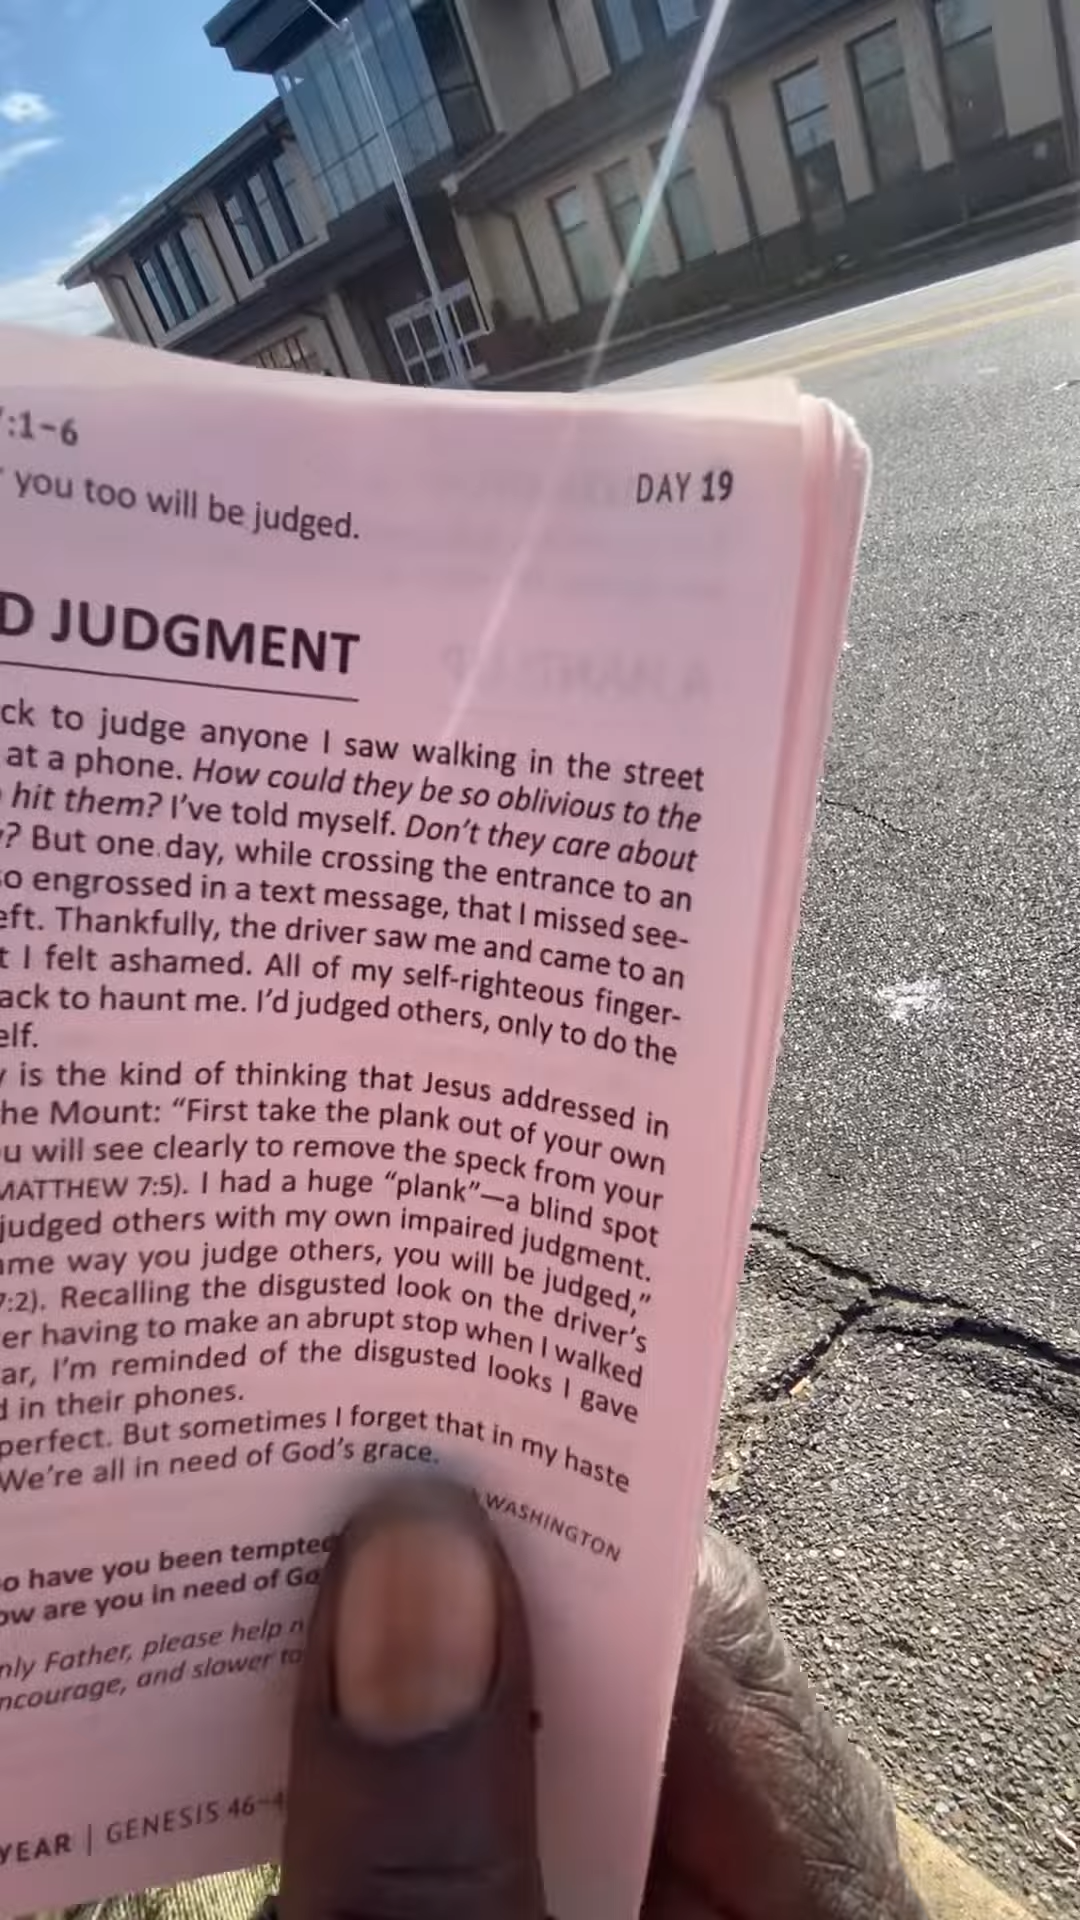 :1–6
DAY 19
you too will be judged.
D JUDGMENT
ck to judge anyone I saw walking in the street
at a phone. How could they be so oblivious to the
hit them? I've told myself. Don't they care about
? But one day, while crossing the entrance to an
so engrossed in a text message, that I missed see-
eft. Thankfully, the driver saw me and came to an
t I felt ashamed. All of my self-righteous finger-
ack to haunt me. I'd judged others, only to do the
elf.
is the kind of thinking that Jesus addressed in
he Mount: “First take the plank out of your own
u will see clearly to remove the speck from your
MATTHEW 7:5). I had a huge “plank”—a blind spot
judged others with my own impaired judgment.
ame way you judge others, you will be judged,”
7:2). Recalling the disgusted look on the driver's
er having to make an abrupt stop when I walked
ar, I'm reminded of the disgusted looks I gave
d in their phones.
perfect. But sometimes I forget that in my haste
We're all in need of God's grace.
WASHINGTON
o have you been tempted
ow are you in need of Go
nly Father, please help
ncourage, and slower to
YEAR | GENESIS 46–4